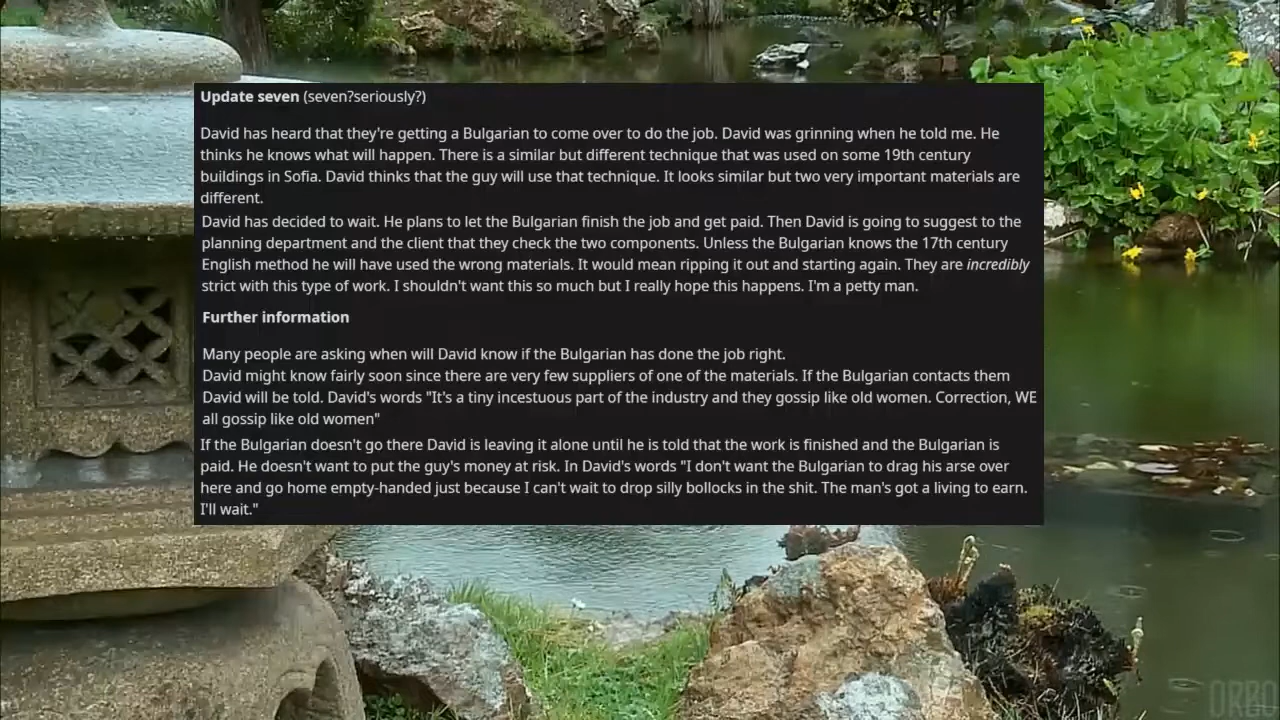 Update seven (seven?seriously?)
David has heard that they're getting a Bulgarian to come over to do the job. David was grinning when he told me. He
thinks he knows what will happen. There is a similar but different technique that was used on some 19th century
buildings in Sofia. David thinks that the guy will use that technique. It looks similar but two very important materials are
different.
David has decided to wait. He plans to let the Bulgarian finish the job and get paid. Then David is going to suggest to the
planning department and the client that they check the two components. Unless the Bulgarian knows the 17th century
English method he will have used the wrong materials. It would mean ripping it out and starting again. They are incredibly
strict with this type of work. I shouldn't want this so much but I really hope this happens. I'm a petty man.
Further information
Many people are asking when will David know if the Bulgarian has done the job right.
David might know fairly soon since there are very few suppliers of one of the materials. If the Bulgarian contacts them
David will be told. David's words "It's a tiny incestuous part of the industry and they gossip like old women. Correction, WE
all gossip like old women"
If the Bulgarian doesn't go there David is leaving it alone until he is told that the work is finished and the Bulgarian is
paid. He doesn't want to put the guy's money at risk. In David's words "I don't want the Bulgarian to drag his arse over
here and go home empty-handed just because I can't wait to drop silly bollocks in the shit. The man's got a living to earn.
I'll wait."
ORBO